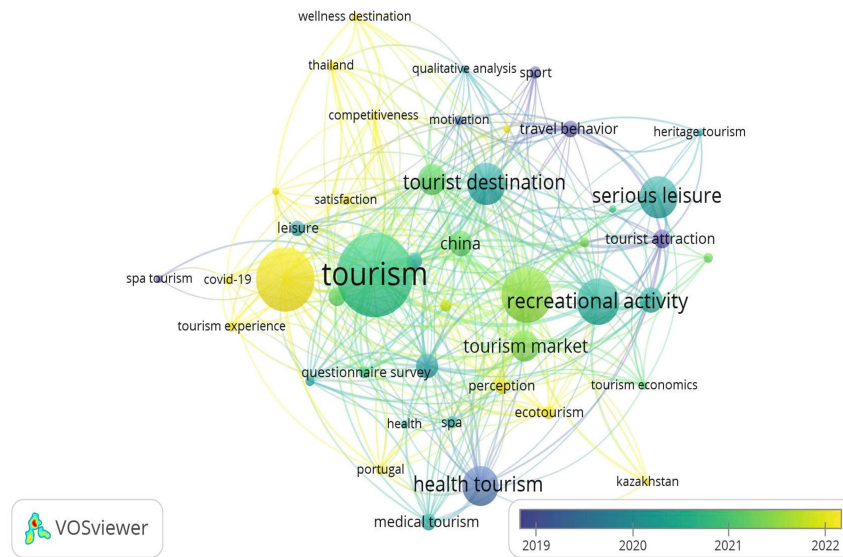 wellness destination
thailand
qualitative analysis
sport
competitiveness
motivation
travel behavior
heritage tourism
tourist destination
serious leisure
satisfaction
leisure
china
tourist attraction
spa tourism
covid-19
tourism
recreational activity
tourism experience
tourism market
questionnaire survey
perception
tourism economics
ecotourism
health
spa
portugal
health tourism
kazakhstan
medical tourism
VOSviewer
2019
2020
2021
2022